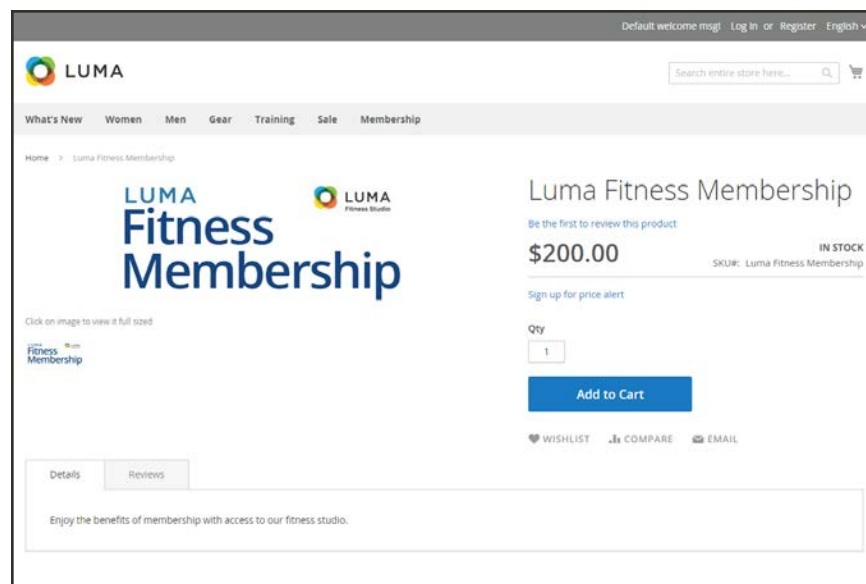 Default welcome msg! Log In or Register English
LUMA
Search entire store here...
What's New Women Men Gear Training Sale Membership
Home > Luma Fitness Membership
LUMA
Fitness
Membership
LUMA
Fitness Studio
Luma Fitness Membership
Be the first to review this product
$200.00
IN STOCK
SKU#: Luma Fitness Membership
Sign up for price alert
Qty
1
Add to Cart
WISHLIST COMPARE EMAIL
Click on image to view it full sized
Fitness
Membership
Details Reviews
Enjoy the benefits of membership with access to our fitness studio.